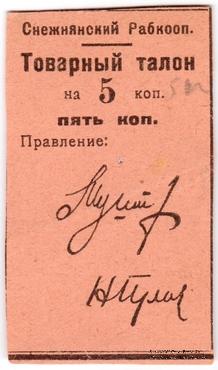 Снежнянский Рабкооп.
Товарный талон
на 5 коп.
пять коп.
Правление: